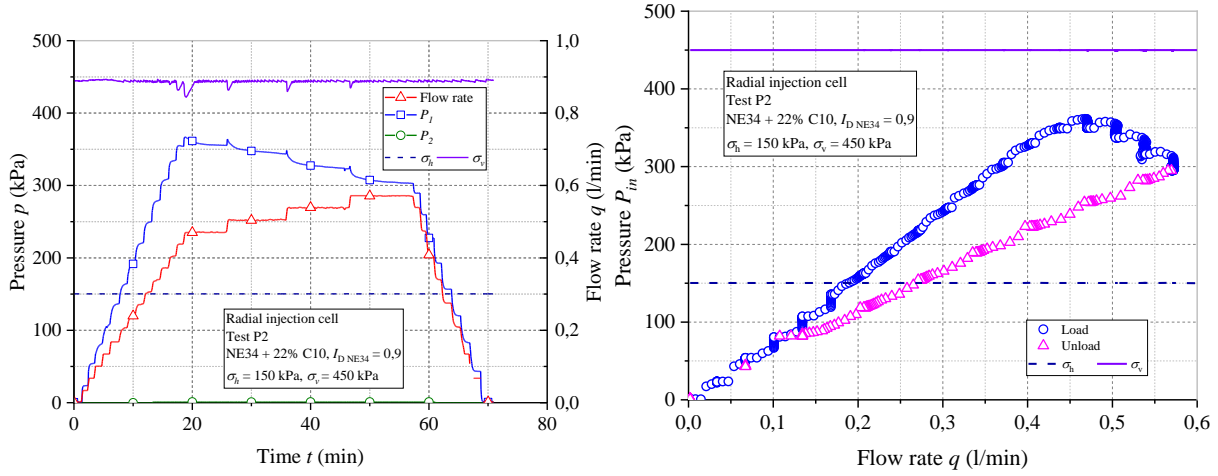 500
450
400
350
300
250
200
150
100
50
0
Pressure p (kPa)
0
20
40
60
80
Time t (min)
1,0
0,8
0,6
0,4
0,2
0,0
Flow rate q (l/min)
Flow rate
P1
P2
σh σv
Radial injection cell
Test P2
NE34 + 22% C10, ID NE34 = 0,9
σh = 150 kPa, σv = 450 kPa
500
400
300
200
100
0
Pressure Pin (kPa)
0,0
0,1
0,2
0,3
0,4
0,5
0,6
Flow rate q (l/min)
Radial injection cell
Test P2
NE34 + 22% C10, ID NE34 = 0,9
σh = 150 kPa, σv = 450 kPa
Load
Unload
σh σv